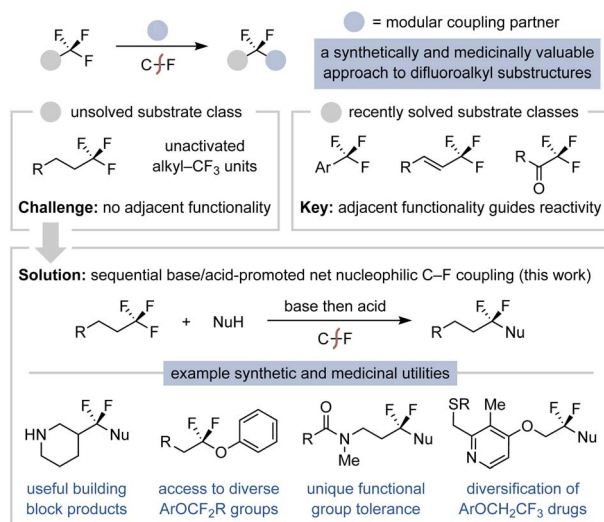 = modular coupling partner
F F
F
C–F
F F
a synthetically and medicinally valuable
approach to difluoroalkyl substructures
unsolved substrate class
R
F F
F
unactivated
alkyl–CF3 units
Challenge: no adjacent functionality
recently solved substrate classes
Ar
F F
F
R
F F
F
R
O
F F
F
Key: adjacent functionality guides reactivity
Solution: sequential base/acid-promoted net nucleophilic C–F coupling (this work)
R
F F
F
+ NuH
base then acid
C–F
R
F F
Nu
example synthetic and medicinal utilities
HN
F F
Nu
R
F F
O
R
O
N
Me
F F
Nu
SR
Me
N
O
F F
Nu
useful building
block products
access to diverse
ArOCF2R groups
unique functional
group tolerance
diversification of
ArOCH2CF3 drugs